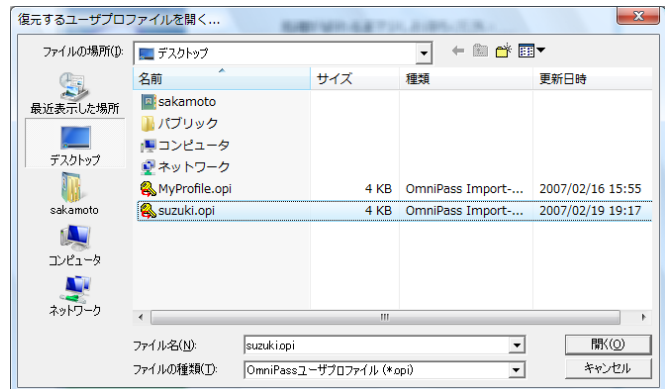 復元するユーザプロファイルを開く...
ファイルの場所(I): デスクトップ
名前 サイズ 種類 更新日時
最近表示した場所
デスクトップ
sakamoto
コンピュータ
ネットワーク
sakamoto
パブリック
コンピュータ
ネットワーク
MyProfile.opi 4 KB OmniPass Import-... 2007/02/16 15:55
suzuki.opi 4 KB OmniPass Import-... 2007/02/19 19:17
ファイル名(N): suzuki.opi 開く(O)
ファイルの種類(T): OmniPassユーザプロファイル (*.opi) キャンセル